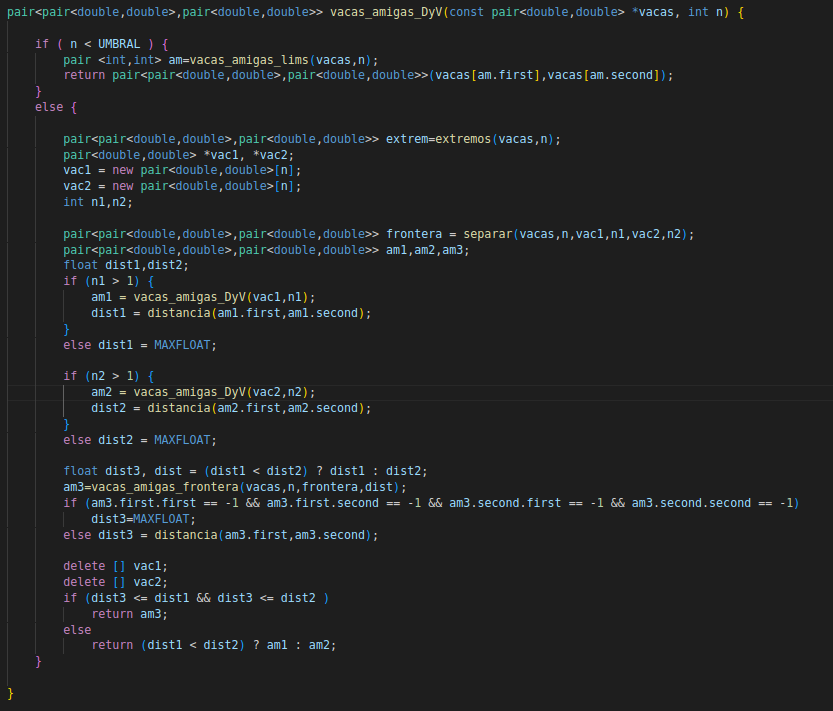 pair<pair<double,double>,pair<double,double>> vacas_amigas_DyV(const pair<double,double> *vacas, int n) {
if ( n < UMBRAL ) {
pair <int,int> am=vacas_amigas_lims(vacas,n);
return pair<pair<double,double>,pair<double,double>>(vacas[am.first],vacas[am.second]);
}
else {
pair<pair<double,double>,pair<double,double>> extrem=extremos(vacas,n);
pair<double,double> *vac1, *vac2;
vac1 = new pair<double,double>[n];
vac2 = new pair<double,double>[n];
int n1,n2;
pair<pair<double,double>,pair<double,double>> frontera = separar(vacas,n,vac1,n1,vac2,n2);
pair<pair<double,double>,pair<double,double>> am1,am2,am3;
float dist1,dist2;
if (n1 > 1) {
am1 = vacas_amigas_DyV(vac1,n1);
dist1 = distancia(am1.first,am1.second);
}
else dist1 = MAXFLOAT;
if (n2 > 1) {
am2 = vacas_amigas_DyV(vac2,n2);
dist2 = distancia(am2.first,am2.second);
}
else dist2 = MAXFLOAT;
float dist3, dist = (dist1 < dist2) ? dist1 : dist2;
am3=vacas_amigas_frontera(vacas,n,frontera,dist);
if (am3.first.first == -1 && am3.first.second == -1 && am3.second.first == -1 && am3.second.second == -1)
dist3=MAXFLOAT;
else dist3 = distancia(am3.first,am3.second);
delete [] vac1;
delete [] vac2;
if (dist3 <= dist1 && dist3 <= dist2 )
return am3;
else
return (dist1 < dist2) ? am1 : am2;
}
}